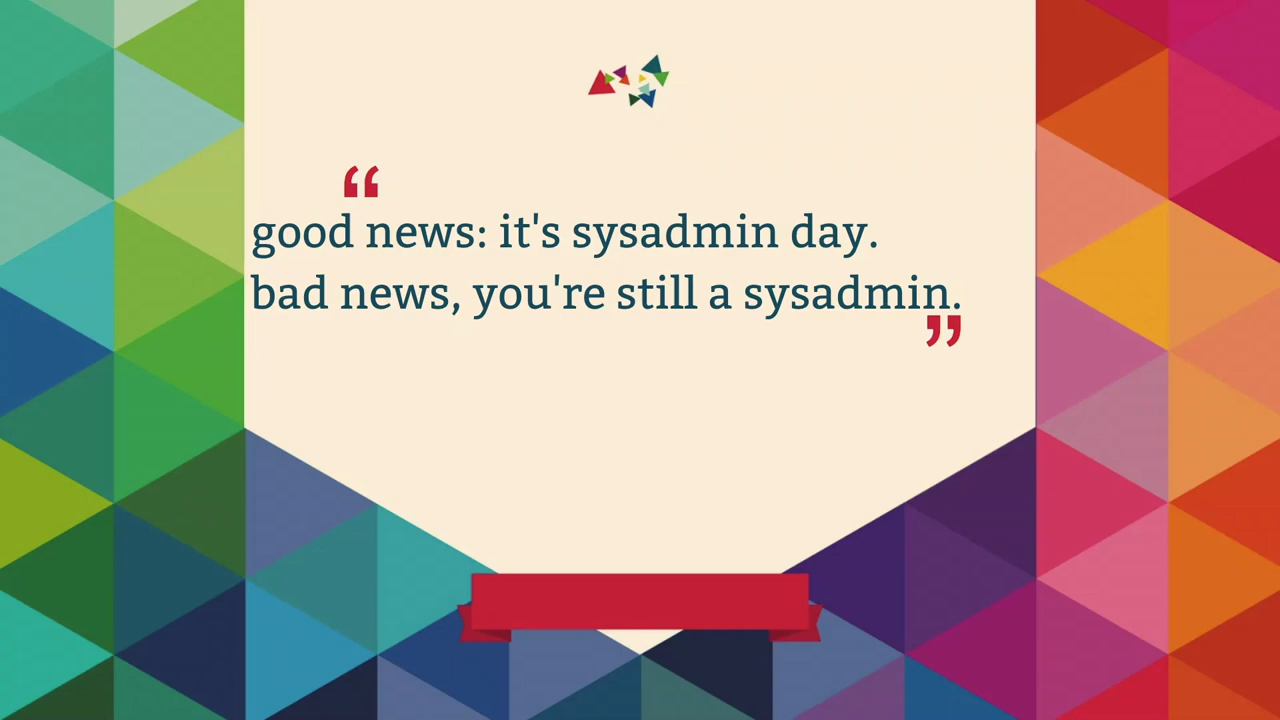 “
good news: it's sysadmin day.
bad news, you're still a sysadmin.
”